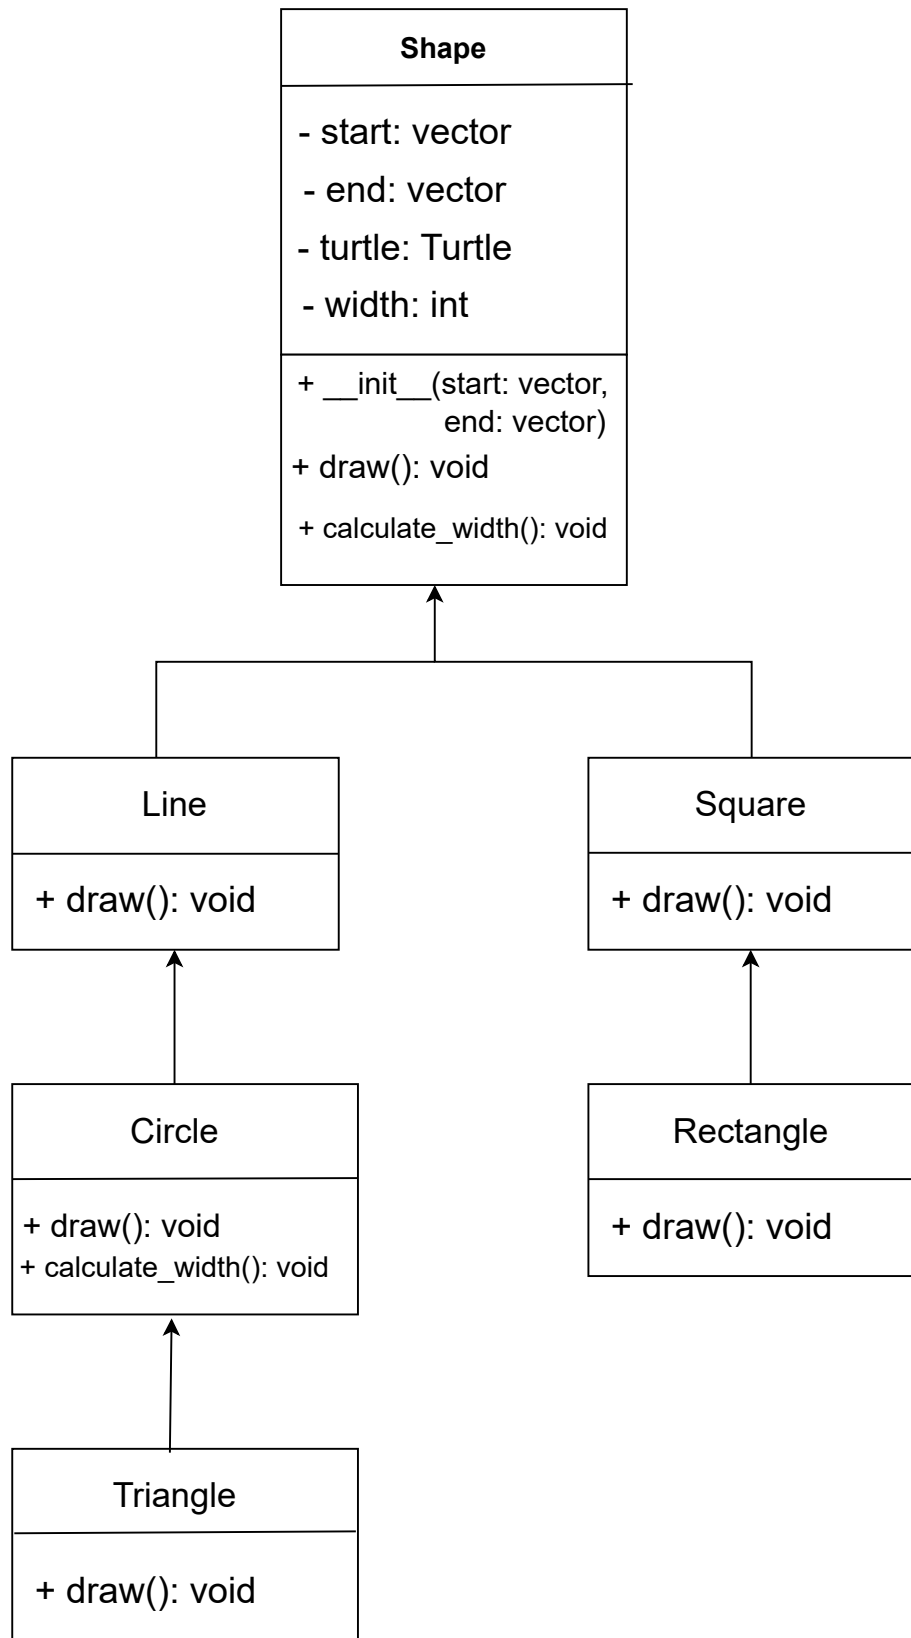 Shape
- start: vector
- end: vector
- turtle: Turtle
- width: int
+ __init__(start: vector,
end: vector)
+ draw(): void
+ calculate_width(): void
Line
+ draw(): void
Square
+ draw(): void
Circle
+ draw(): void
+ calculate_width(): void
Rectangle
+ draw(): void
Triangle
+ draw(): void